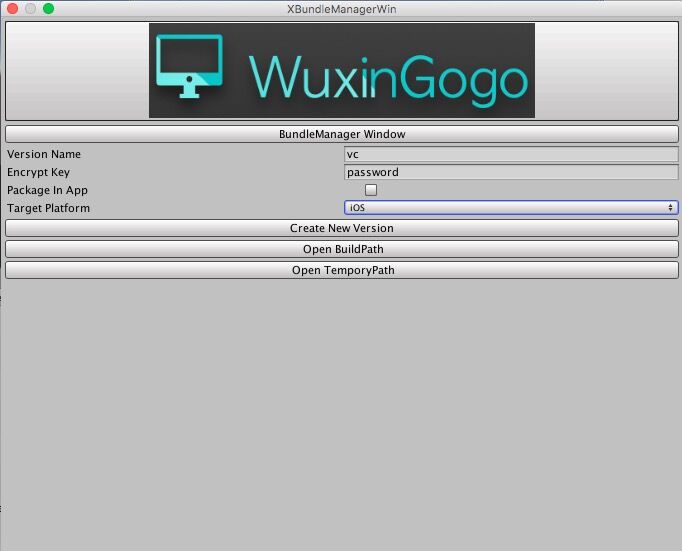 XBundleManagerWin
WuxinGogo
BundleManager Window
Version Name vc
Encrypt Key password
Package In App
Target Platform iOS
Create New Version
Open BuildPath
Open TemporyPath